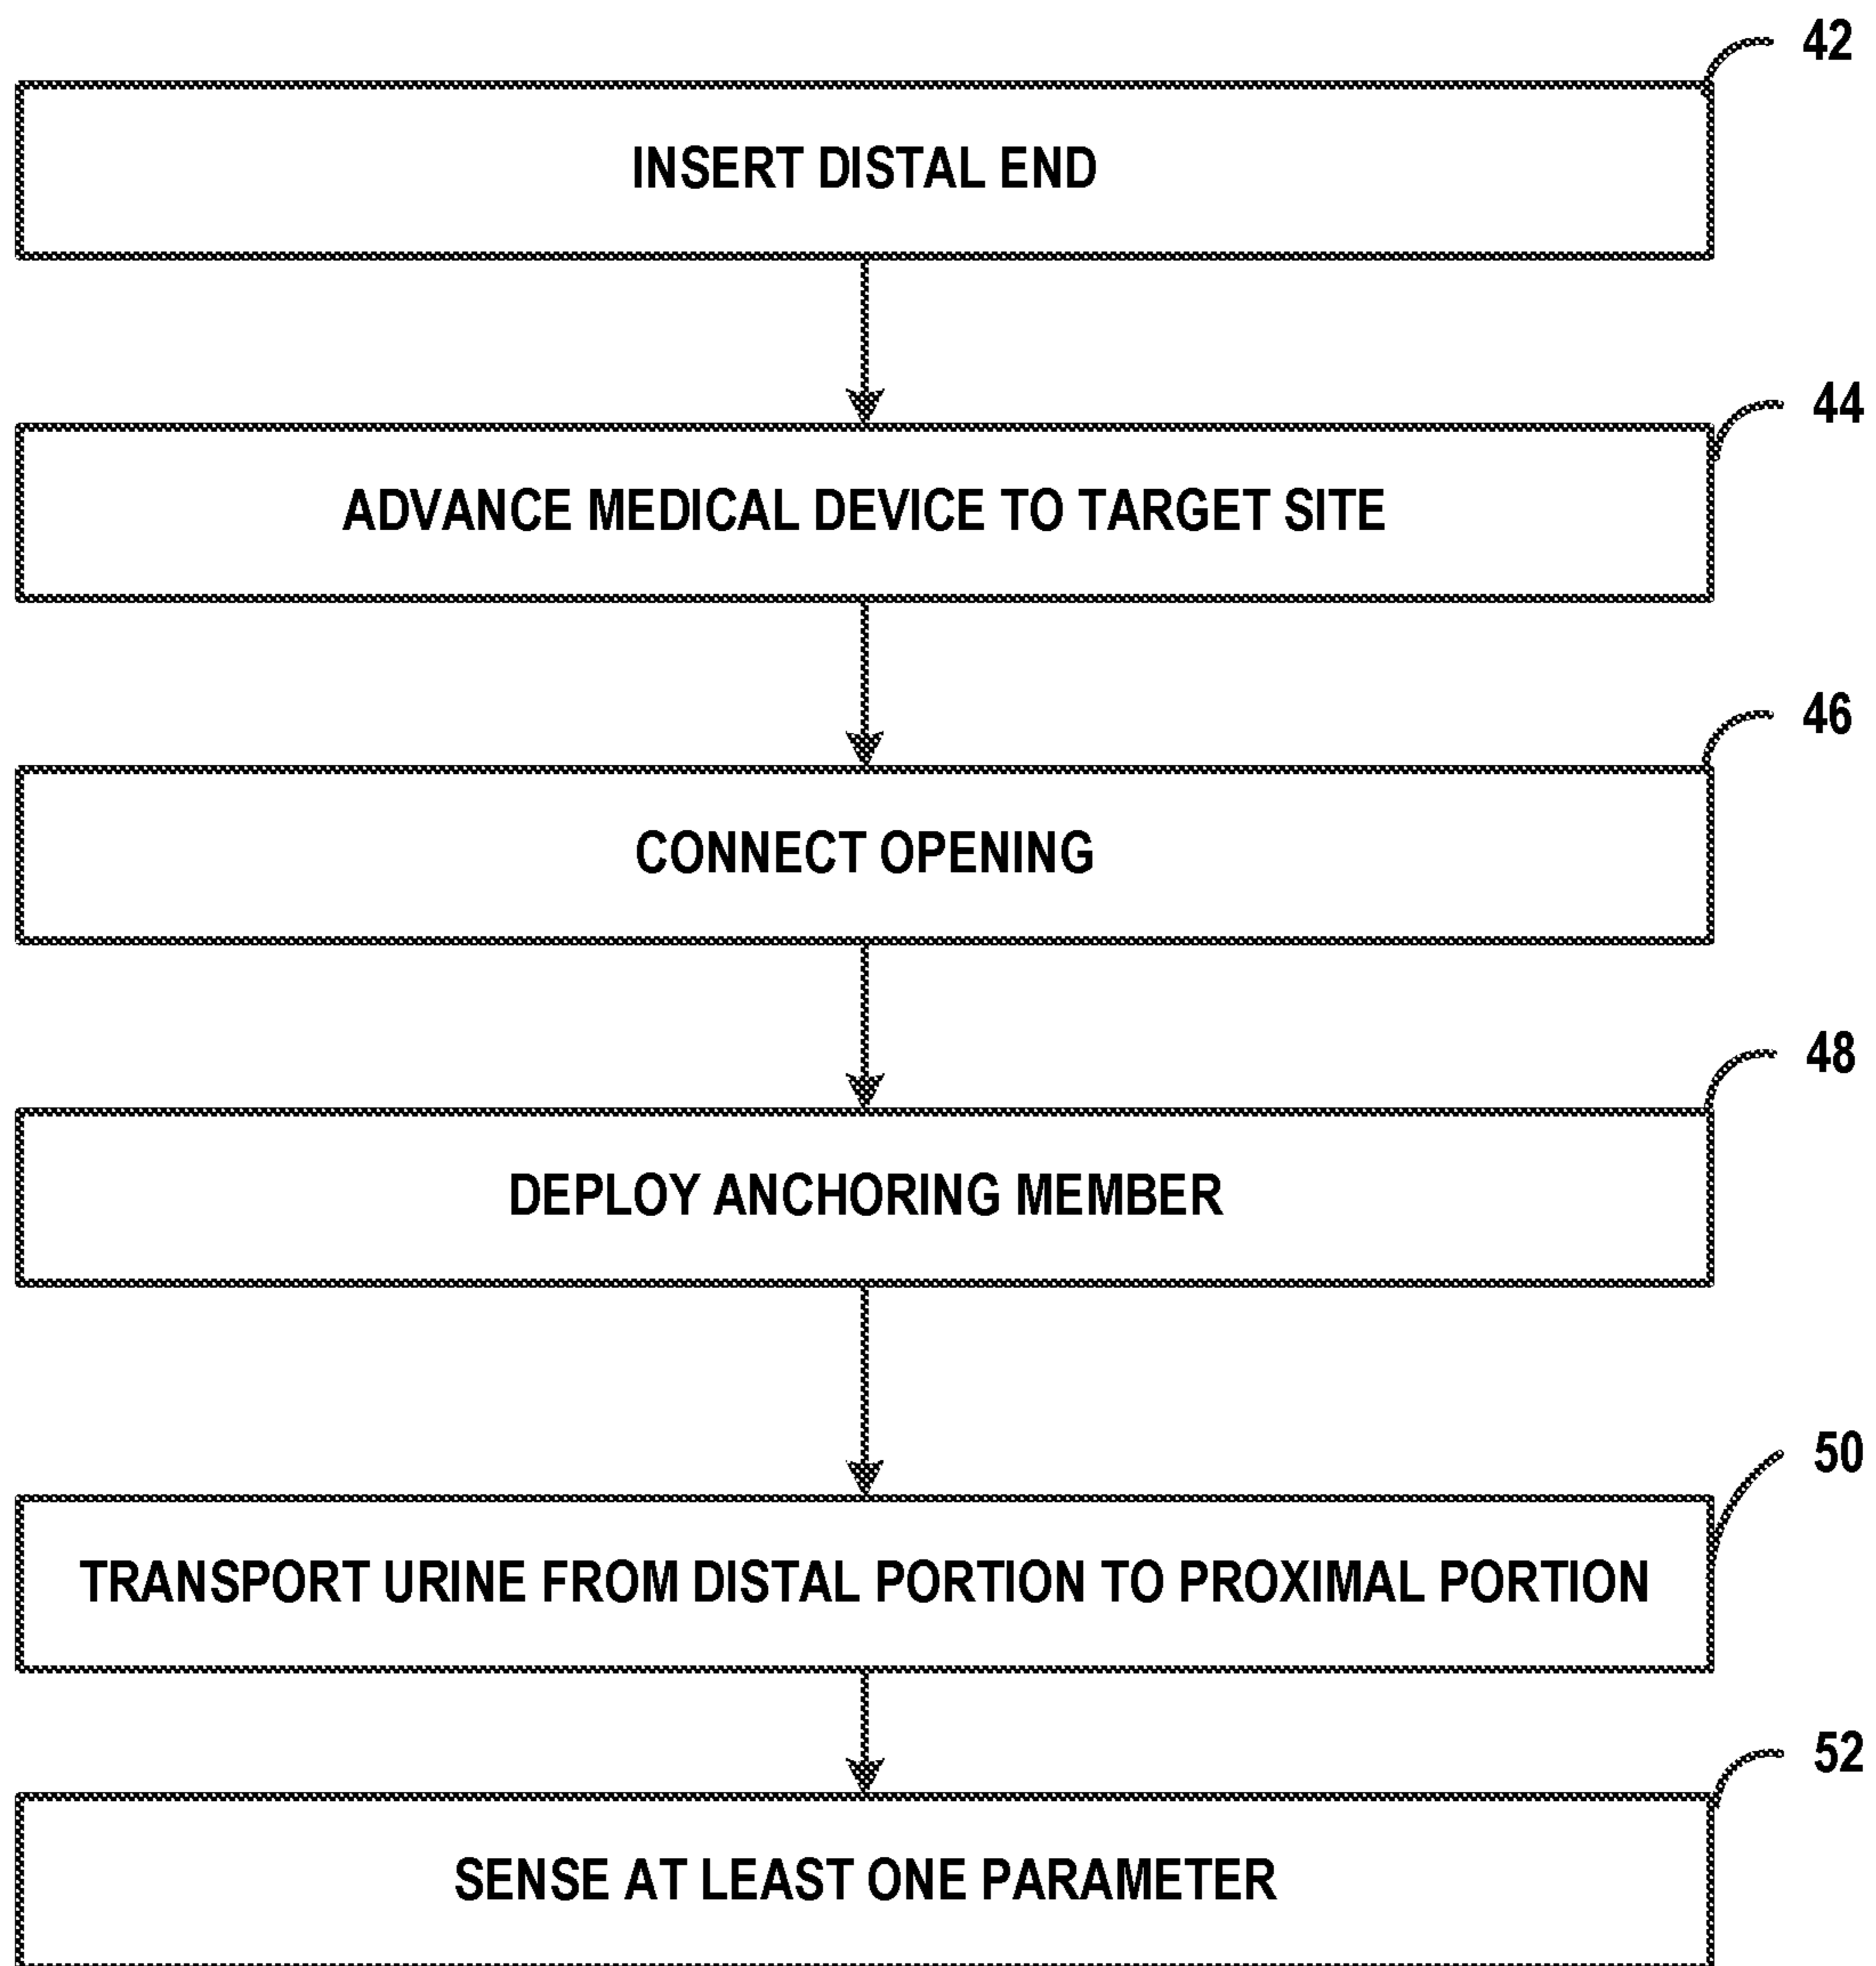 42
INSERT DISTAL END
44
ADVANCE MEDICAL DEVICE TO TARGET SITE
46
CONNECT OPENING
48
DEPLOY ANCHORING MEMBER
50
TRANSPORT URINE FROM DISTAL PORTION TO PROXIMAL PORTION
52
SENSE AT LEAST ONE PARAMETER